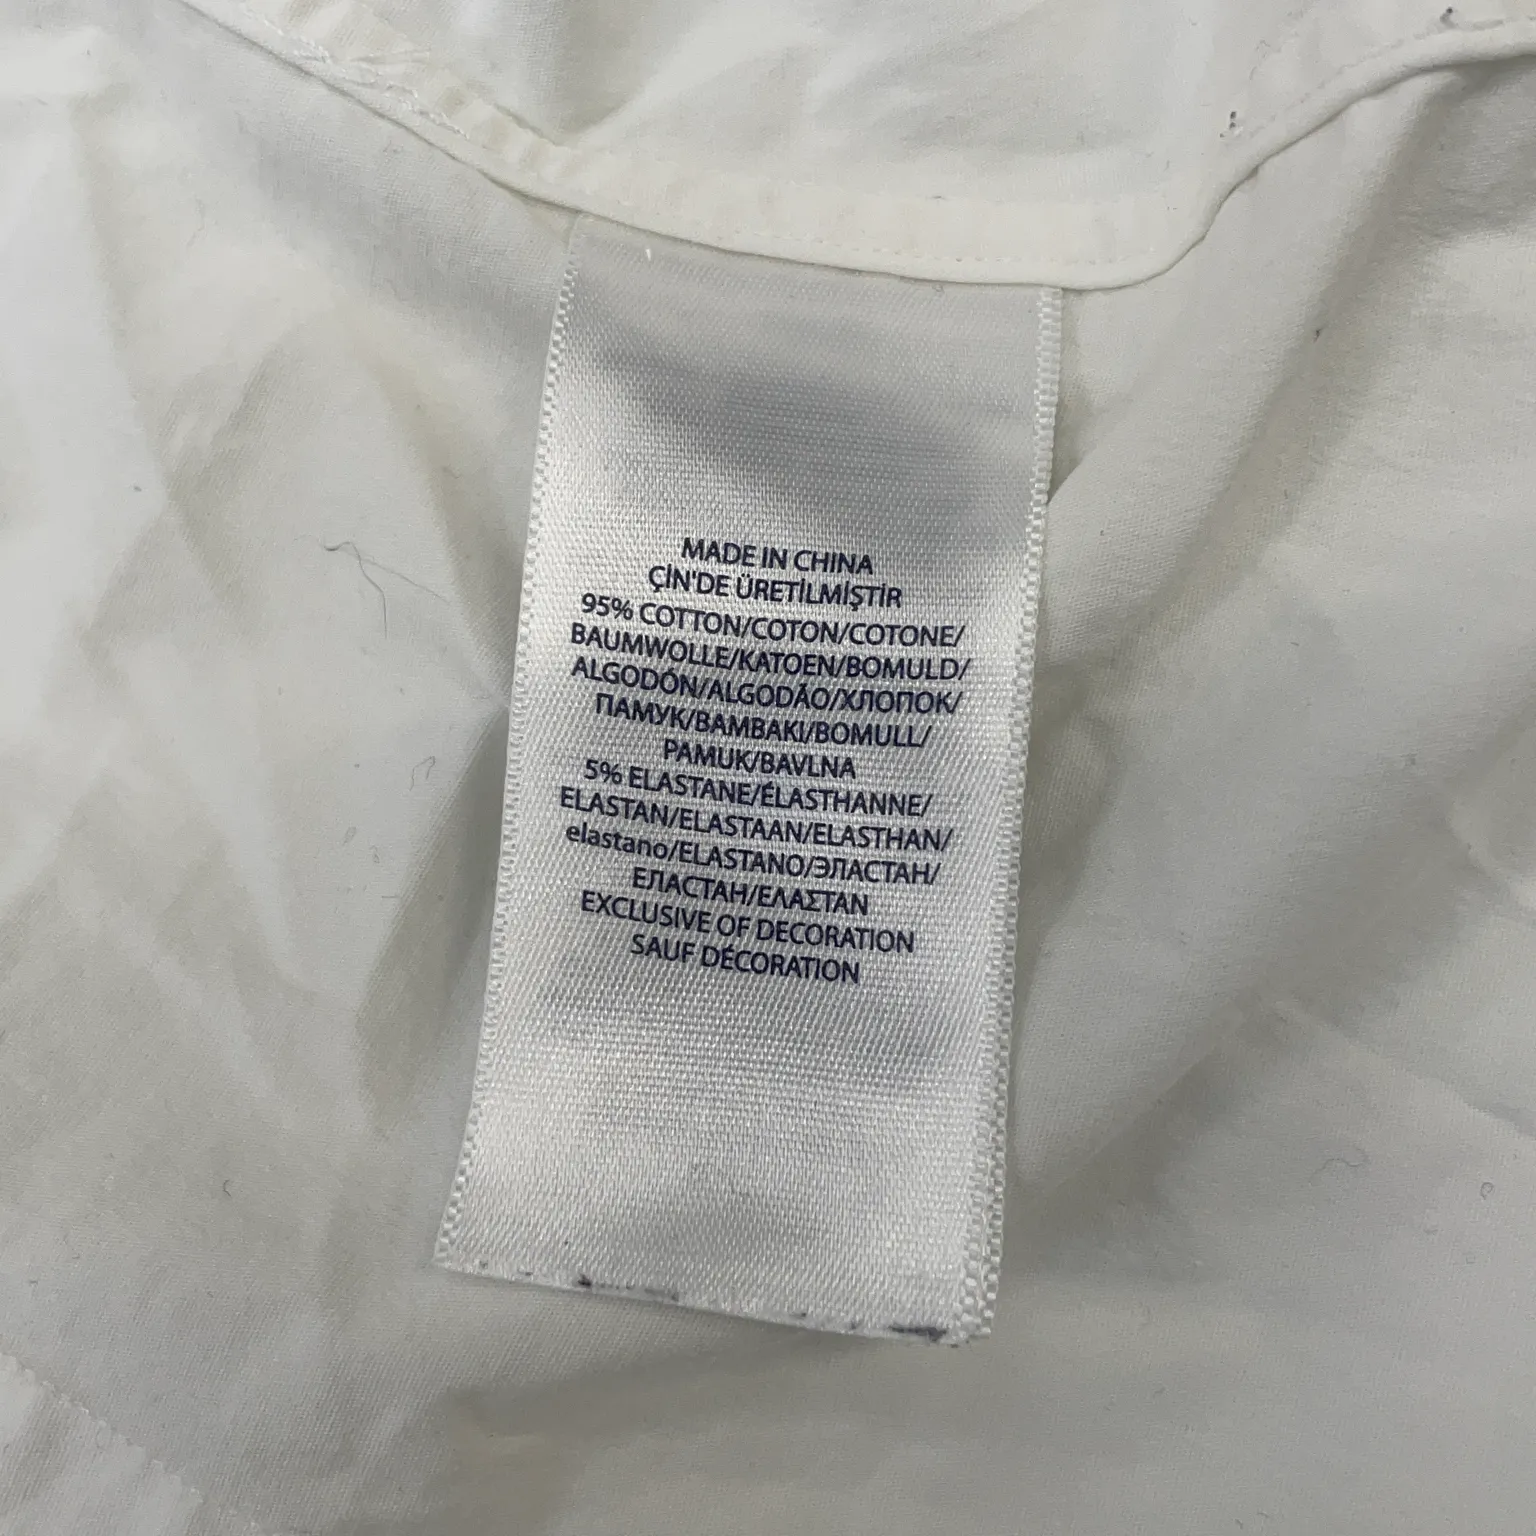 MADE IN CHINA
ÇİN'DE ÜRETİLMİŞTİR
95% COTTON/COTON/COTONE/
BAUMWOLLE/KATOEN/BOMULD/
ALGODÓN/ALGODÃO/ХЛОПОК/
ПАМУК/ΒΑΜΒΑΚΙ/BOMULL/
PAMUK/BAVLNA
5% ELASTANE/ÉLASTHANNE/
ELASTAN/ELASTAAN/ELASTHAN/
elastano/ELASTANO/ЭЛАСТАН/
ЕЛАСТАН/ΕΛΑΣΤΑΝ
EXCLUSIVE OF DECORATION
SAUF DÉCORATION